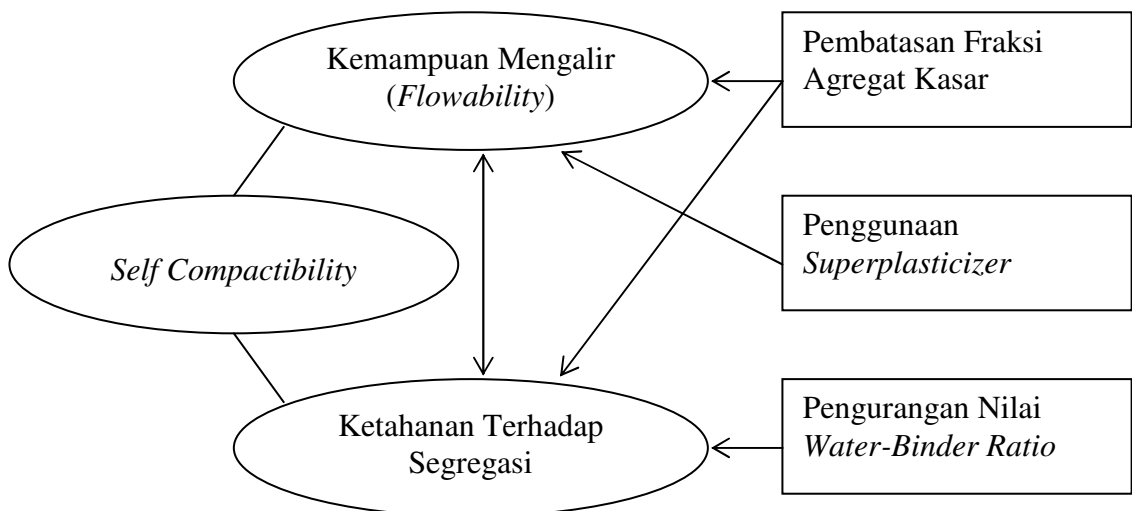 Kemampuan Mengalir
(Flowability)
Pembatasan Fraksi
Agregat Kasar
Self Compactibility
Penggunaan
Superplasticizer
Ketahanan Terhadap
Segregasi
Pengurangan Nilai
Water-Binder Ratio